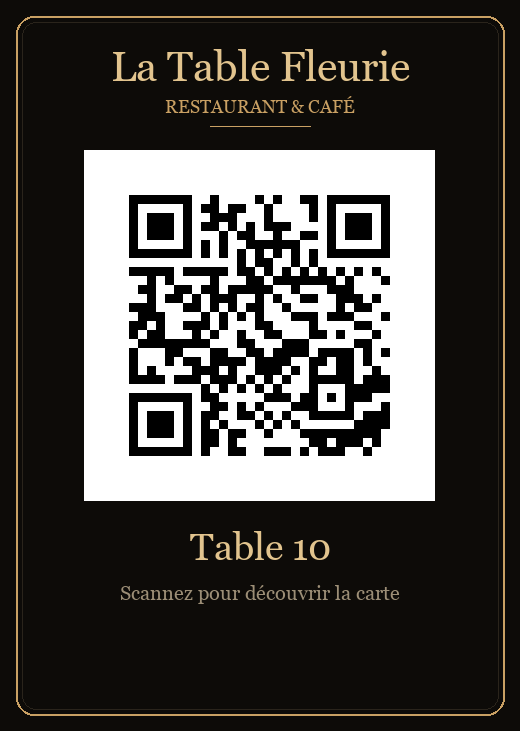 La Table Fleurie
RESTAURANT & CAFÉ
Table 10
Scannez pour découvrir la carte